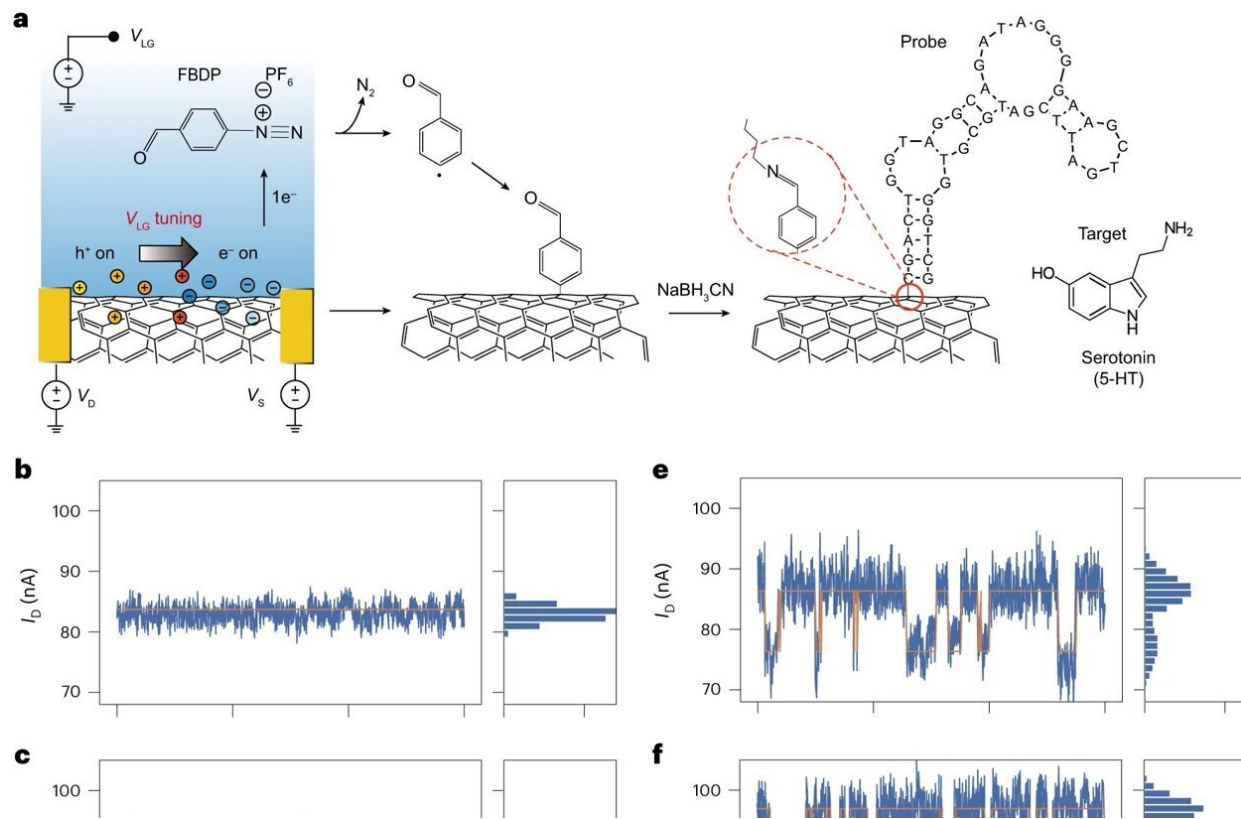 a
V_LG
FBDP
PF₆
−
+
N≡N
O
1e⁻
V_LG tuning
h⁺ on
e⁻ on
V_D
V_S
N₂
O
O
NaBH₃CN
N
Probe
CGACTGGTAGGCAGATAGGGGAAGCTGATTCGATGCGTGGGTCG
Target
NH₂
HO
N
H
Serotonin
(5-HT)
b
100
90
80
70
I_D (nA)
e
100
90
80
70
I_D (nA)
c
100
f
100